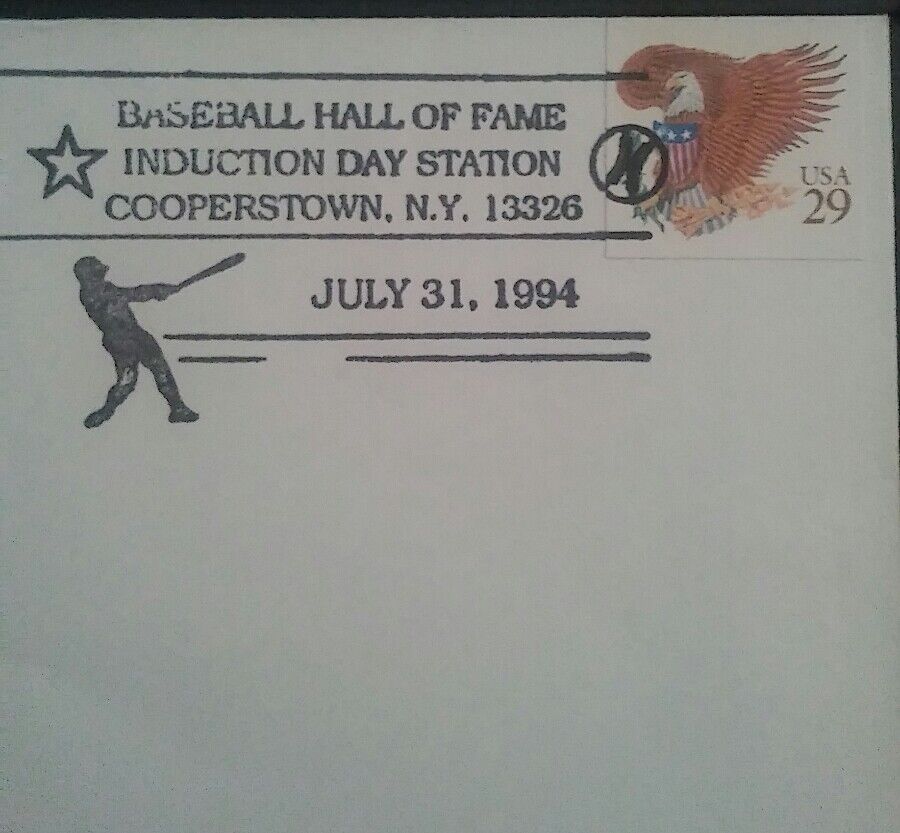 BASEBALL HALL OF FAME
INDUCTION DAY STATION
COOPERSTOWN, N.Y. 13326
USA
29
JULY 31, 1994